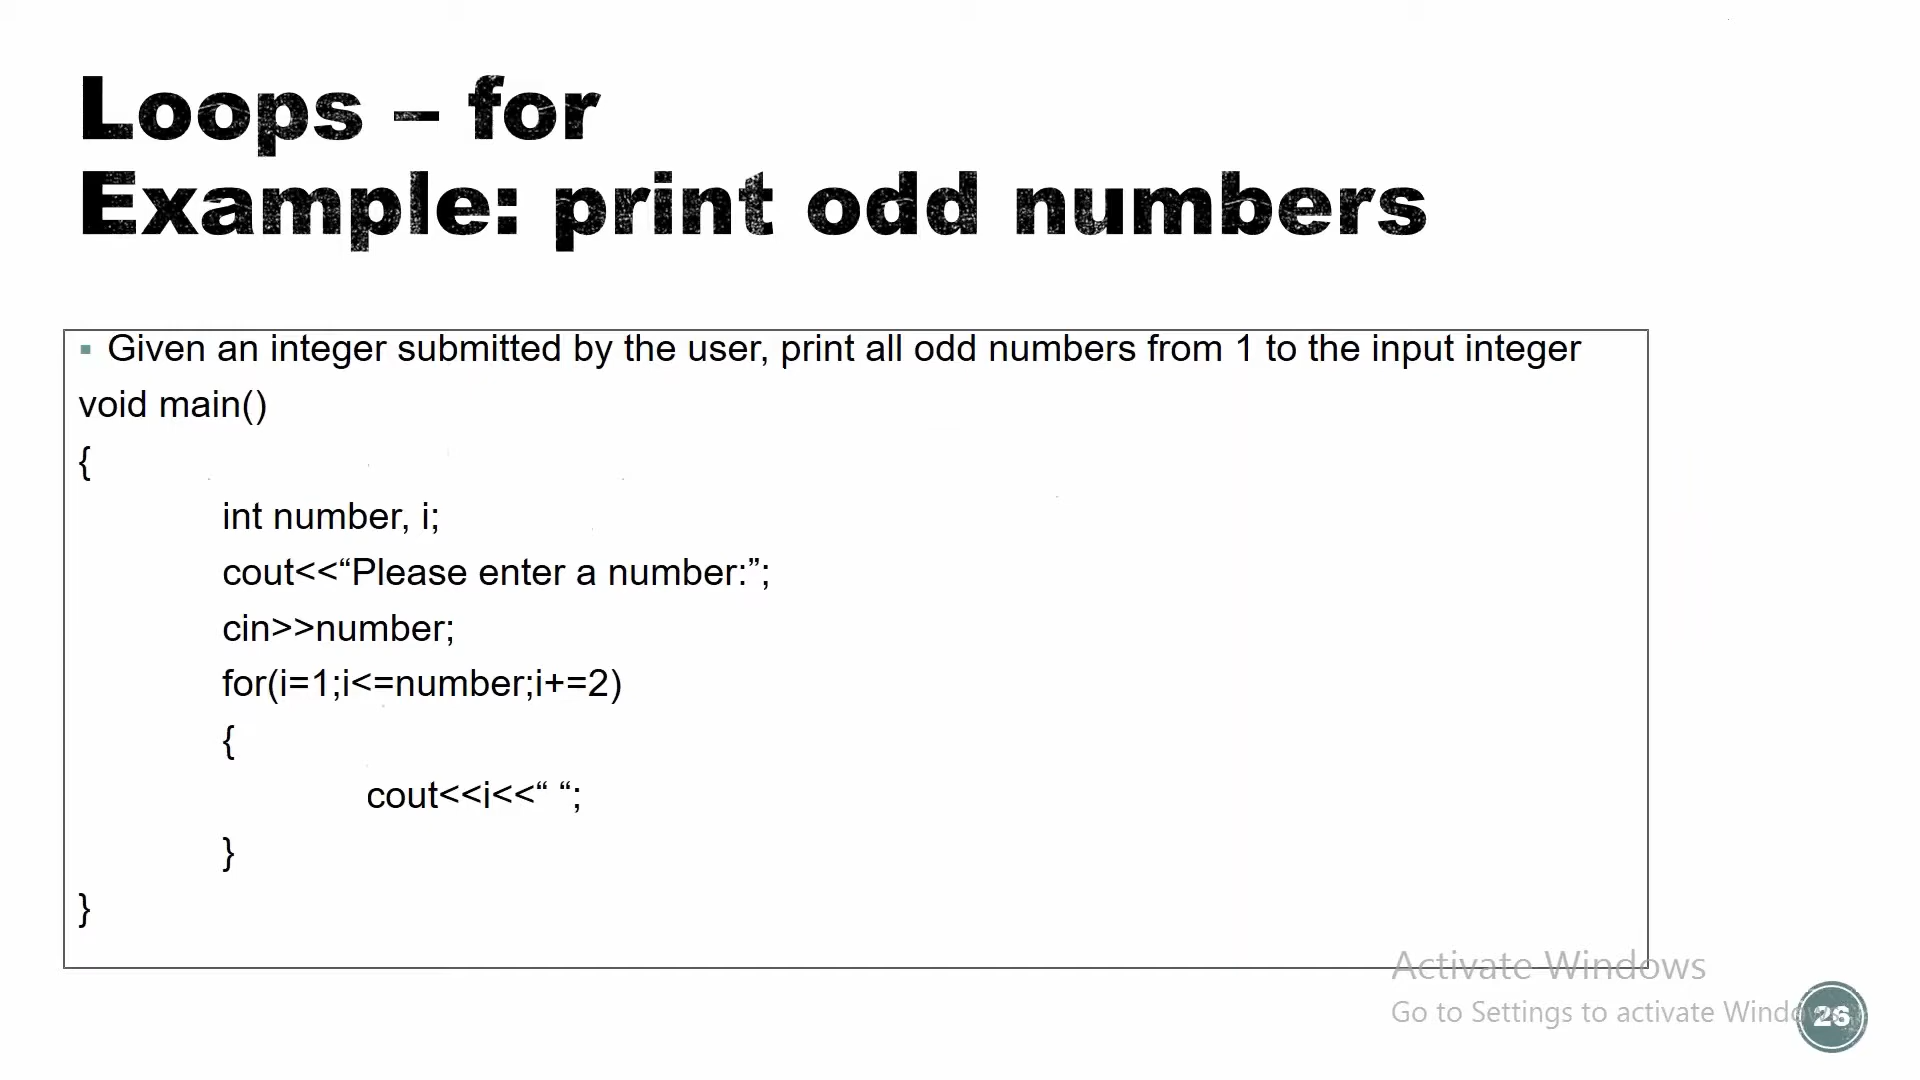 Loops – for
Example: print odd numbers
▪ Given an integer submitted by the user, print all odd numbers from 1 to the input integer
void main()
{
int number, i;
cout<<“Please enter a number:”;
cin>>number;
for(i=1;i<=number;i+=2)
{
cout<<i<<“ “;
}
}
Activate Windows
Go to Settings to activate Windows.
26